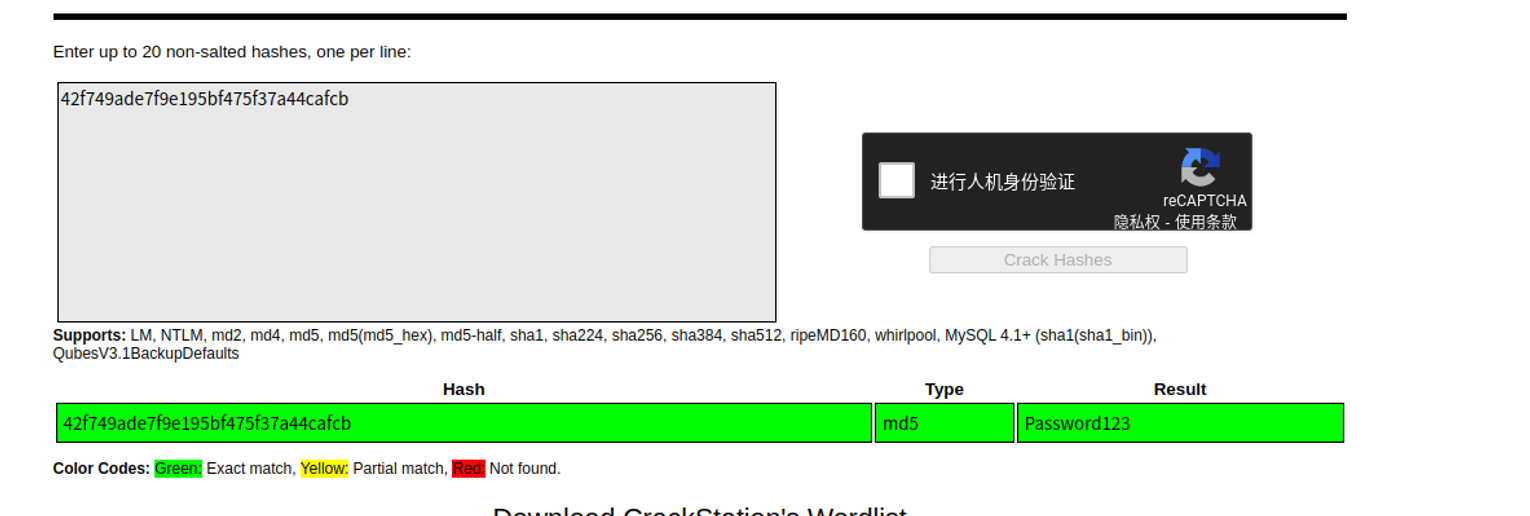 Enter up to 20 non-salted hashes, one per line:
42f749ade7f9e195bf475f37a44cafcb
进行人机身份验证
reCAPTCHA
隐私权 - 使用条款
Crack Hashes
Supports: LM, NTLM, md2, md4, md5, md5(md5_hex), md5-half, sha1, sha224, sha256, sha384, sha512, ripeMD160, whirlpool, MySQL 4.1+ (sha1(sha1_bin)),
QubesV3.1BackupDefaults
Hash Type Result
42f749ade7f9e195bf475f37a44cafcb md5 Password123
Color Codes: Green: Exact match, Yellow: Partial match, Red: Not found.
Download CrackStation's Wordlist